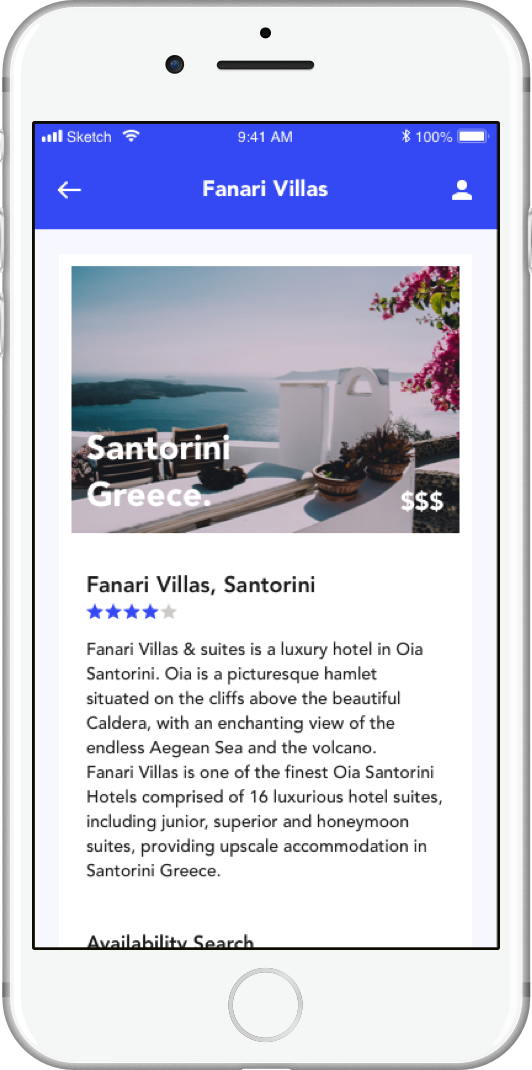 Sketch 9:41 AM 100%
Fanari Villas
Santorini
Greece.
$$$
Fanari Villas, Santorini
Fanari Villas & suites is a luxury hotel in Oia
Santorini. Oia is a picturesque hamlet
situated on the cliffs above the beautiful
Caldera, with an enchanting view of the
endless Aegean Sea and the volcano.
Fanari Villas is one of the finest Oia Santorini
Hotels comprised of 16 luxurious hotel suites,
including junior, superior and honeymoon
suites, providing upscale accommodation in
Santorini Greece.
Availability Search